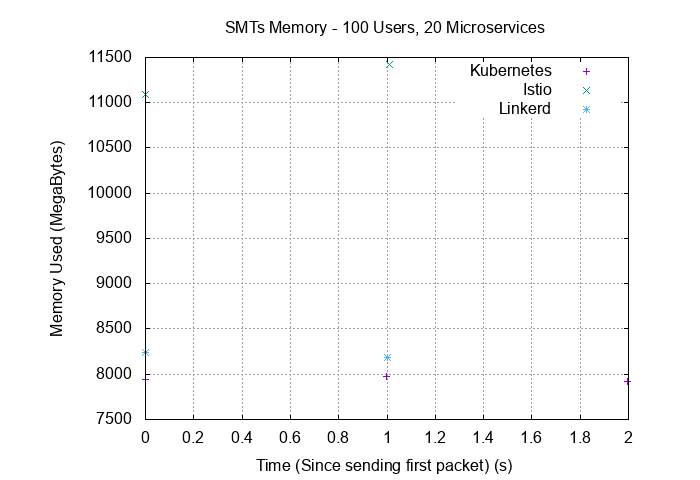 SMTs Memory - 100 Users, 20 Microservices
11500
11000
10500
10000
9500
9000
8500
8000
7500
Memory Used (MegaBytes)
Kubernetes
Istio
Linkerd
0 0.2 0.4 0.6 0.8 1 1.2 1.4 1.6 1.8 2
Time (Since sending first packet) (s)